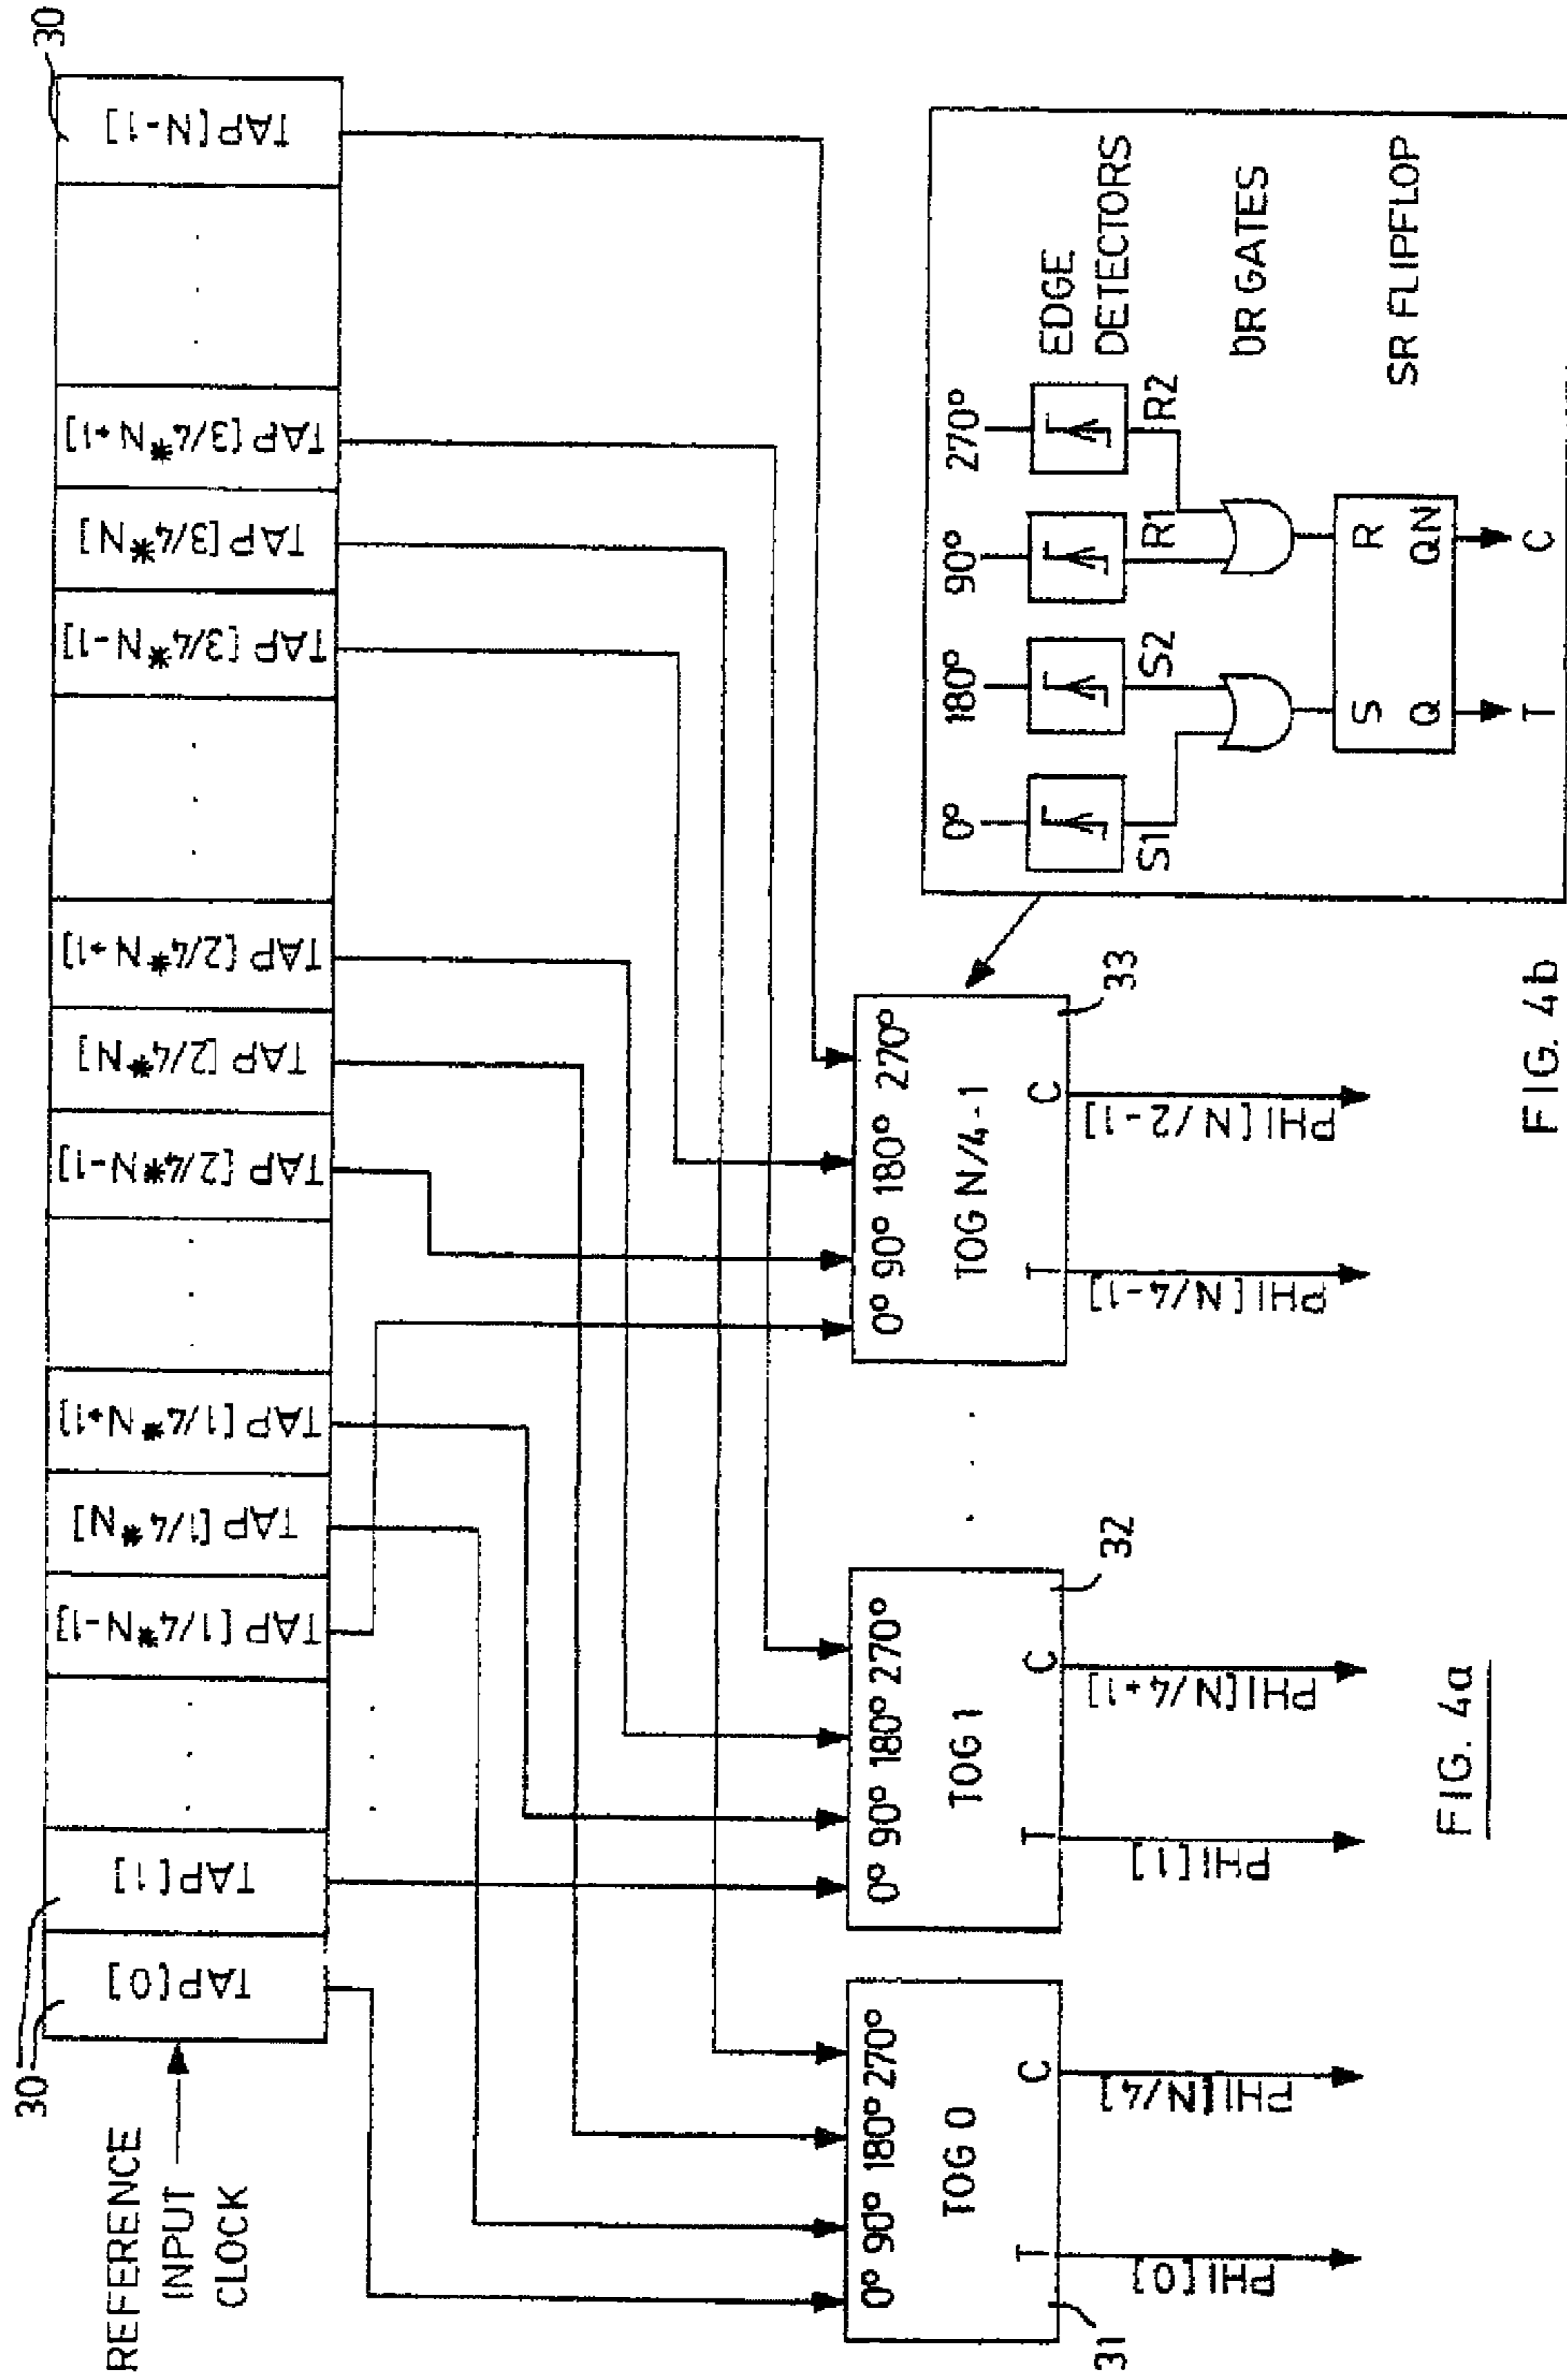 30
REFERENCE
INPUT
CLOCK
30
TAP[0]
TAP[1]
. . .
TAP[1/4*N-1]
TAP[1/4*N]
TAP[1/4*N+1]
. . .
TAP[2/4*N-1]
TAP[2/4*N]
TAP[2/4*N+1]
. . .
TAP[3/4*N-1]
TAP[3/4*N]
TAP[3/4*N+1]
. . .
TAP[N-1]
. . .
0° 90° 180° 270°
TOG 0
T C
31
PHI[0]
PHI[N/4]
0° 90° 180° 270°
TOG 1
T C
32
PHI[1]
PHI[N/4+1]
. . .
0° 90° 180° 270°
TOG N/4-1
T C
33
PHI[N/4-1]
PHI[N/2-1]
FIG. 4a
0° 180° 90° 270°
EDGE
DETECTORS
S1 S2 R1 R2
OR GATES
S R
Q QN
SR FLIPFLOP
T C
FIG. 4b